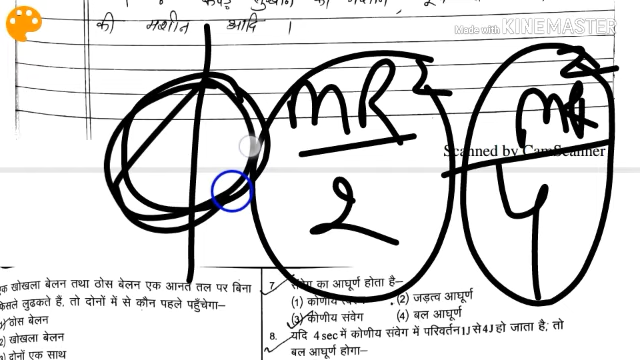 की मशीन आदि ।
Made with KINEMASTER
MR²
2
MR²
4
Scanned by CamScanner
एक खोखला बेलन तथा ठोस बेलन एक आनत तल पर बिना
फिसले लुढकते हैं, तो दोनों में से कौन पहले पहुँचेगा–
ठोस बेलन
खोखला बेलन
दोनों एक साथ
7. संवेग का आघूर्ण होता है–
(1) कोणीय (2) जड़त्व आघूर्ण
(3) कोणीय संवेग (4) बल आघूर्ण
8. यदि 4 sec में कोणीय संवेग में परिवर्तन 1J से 4J हो जाता है, तो
बल आघूर्ण होगा–